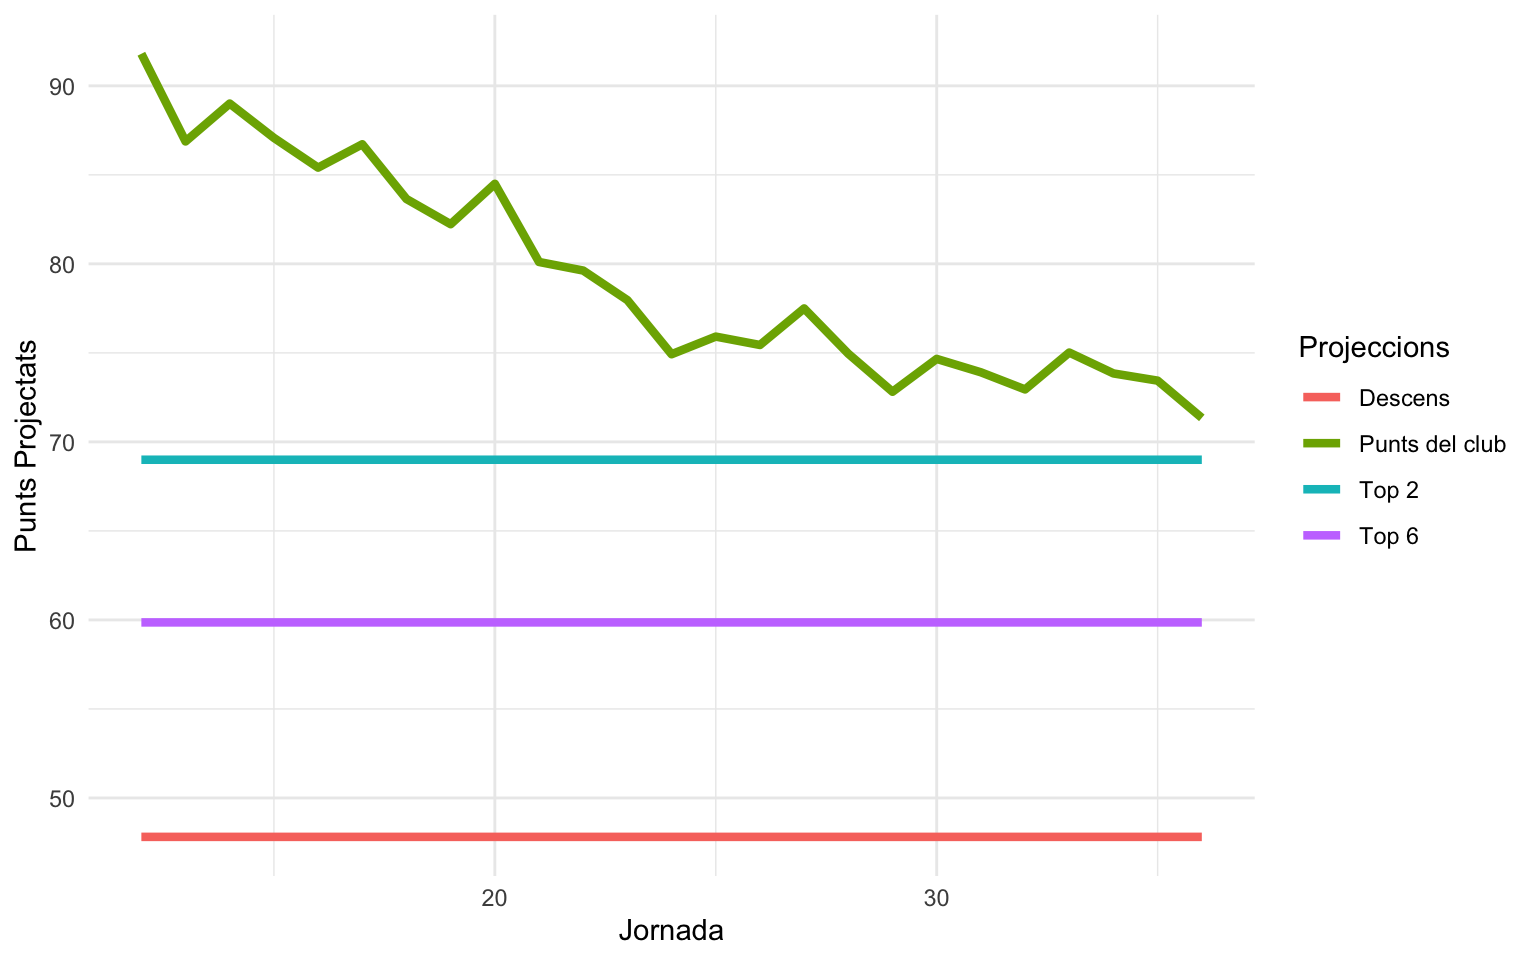 90
80
70
60
50
Punts Projectats
20
30
Jornada
Projeccions
Descens
Punts del club
Top 2
Top 6